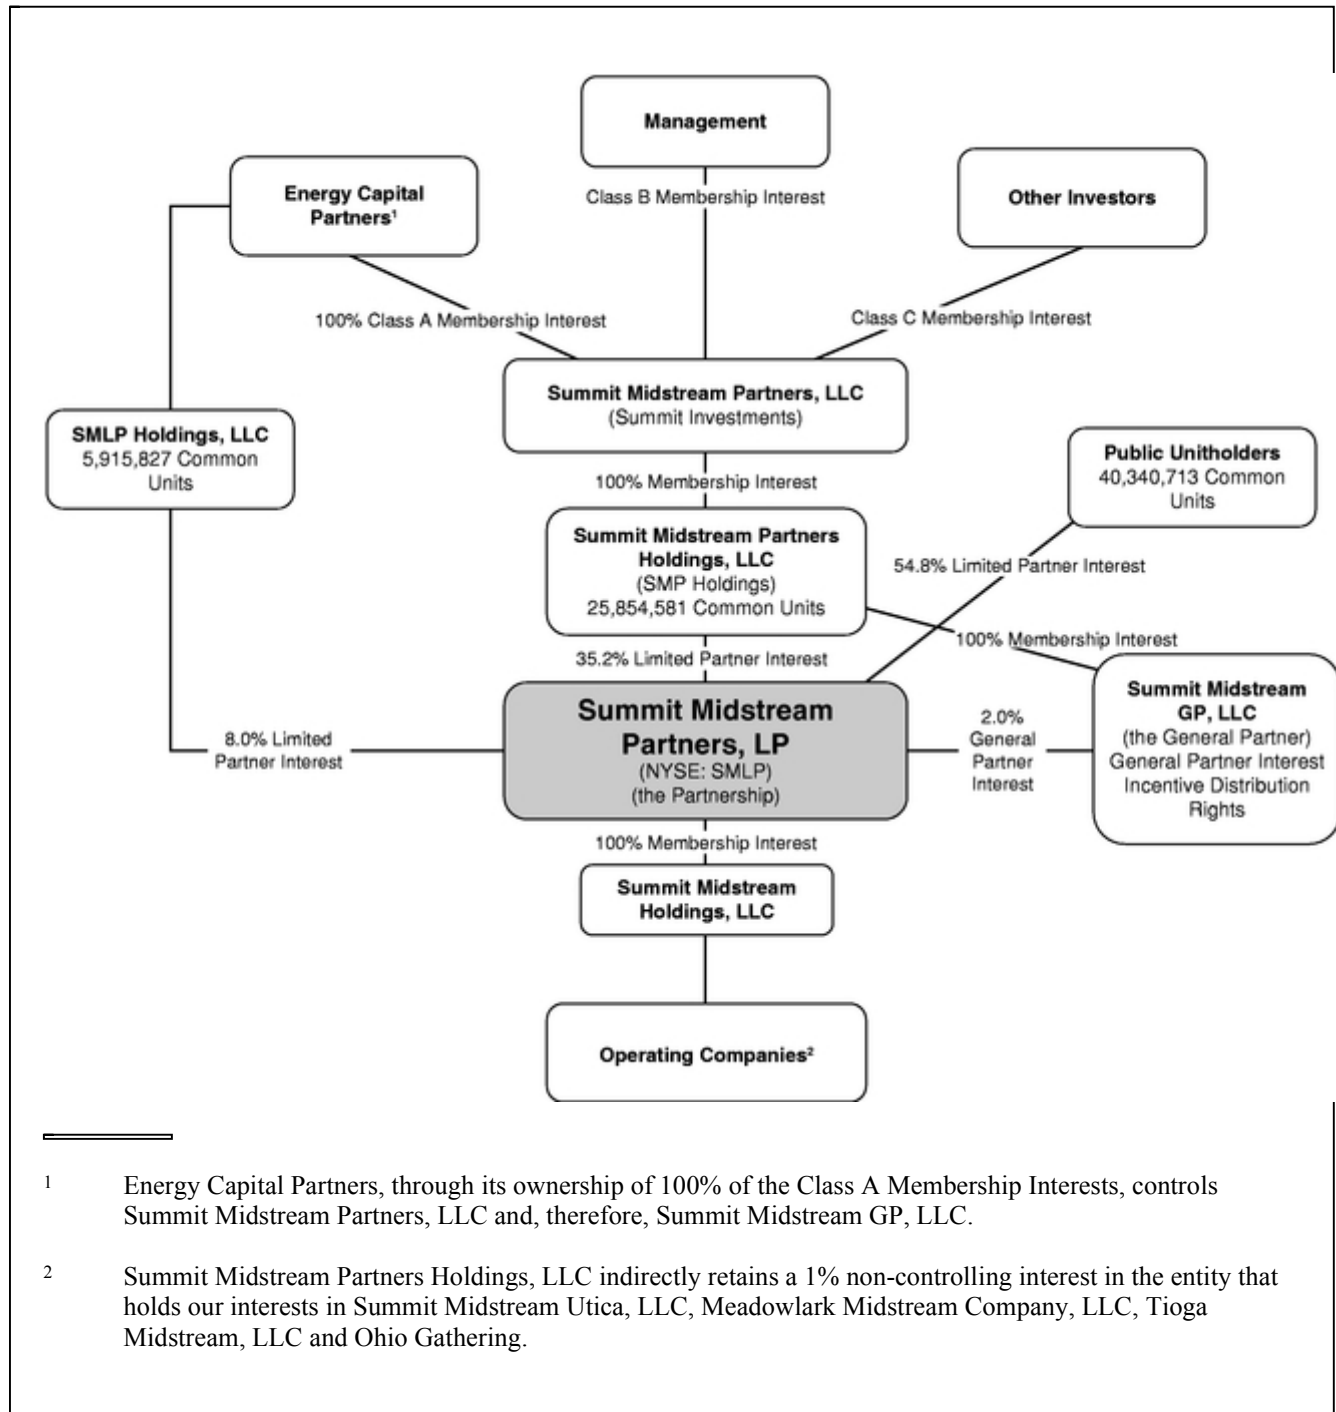 Management
Class B Membership Interest
Energy Capital
Partners¹
Other Investors
100% Class A Membership Interest
Class C Membership Interest
Summit Midstream Partners, LLC
(Summit Investments)
SMLP Holdings, LLC
5,915,827 Common
Units
Public Unitholders
40,340,713 Common
Units
100% Membership Interest
Summit Midstream Partners
Holdings, LLC
(SMP Holdings)
25,854,581 Common Units
54.8% Limited Partner Interest
100% Membership Interest
35.2% Limited Partner Interest
Summit Midstream
Partners, LP
(NYSE: SMLP)
(the Partnership)
8.0% Limited
Partner Interest
2.0%
General
Partner
Interest
Summit Midstream
GP, LLC
(the General Partner)
General Partner Interest
Incentive Distribution
Rights
100% Membership Interest
Summit Midstream
Holdings, LLC
Operating Companies²
1 Energy Capital Partners, through its ownership of 100% of the Class A Membership Interests, controls
Summit Midstream Partners, LLC and, therefore, Summit Midstream GP, LLC.
2 Summit Midstream Partners Holdings, LLC indirectly retains a 1% non-controlling interest in the entity that
holds our interests in Summit Midstream Utica, LLC, Meadowlark Midstream Company, LLC, Tioga
Midstream, LLC and Ohio Gathering.